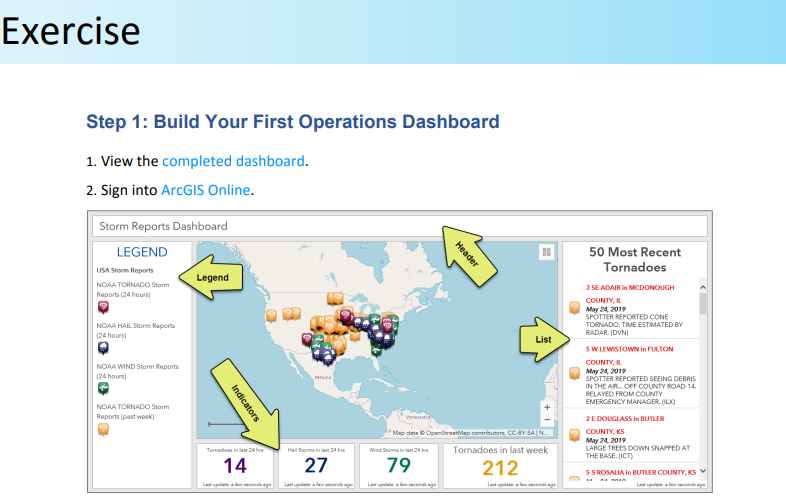 Exercise
Step 1: Build Your First Operations Dashboard
1. View the completed dashboard.
2. Sign into ArcGIS Online.
Storm Reports Dashboard
Header
LEGEND
USA Storm Reports
NOAA TORNADO Storm
Reports (24 hours)
NOAA HAIL Storm Reports
(24 hours)
NOAA WIND Storm Reports
(24 hours)
NOAA TORNADO Storm
Reports (past week)
Legend
Indicators
México
Venezuela
+
−
Map data © OpenStreetMap contributors, CC-BY-SA | N...
Tornadoes in last 24 hrs
14
Last update: a few seconds ago
Hail Storms in last 24 hrs
27
Last update: a few seconds ago
Wind Storms in last 24 hrs
79
Last update: a few seconds ago
Tornadoes in last week
212
Last update: a few seconds ago
List
50 Most Recent
Tornadoes
3 SE ADAIR in MCDONOUGH
COUNTY, IL
May 24, 2019
SPOTTER REPORTED CONE
TORNADO. TIME ESTIMATED BY
RADAR. (DVN)
5 W LEWISTOWN in FULTON
COUNTY, IL
May 24, 2019
SPOTTER REPORTED SEEING DEBRIS
IN THE AIR... OFF COUNTY ROAD 14.
RELAYED FROM COUNTY
EMERGENCY MANAGER. (ILX)
2 E DOUGLASS in BUTLER
COUNTY, KS
May 24, 2019
LARGE TREES DOWN SNAPPED AT
THE BASE. (ICT)
5 S ROSALIA in BUTLER COUNTY, KS
Last update: a few seconds ago